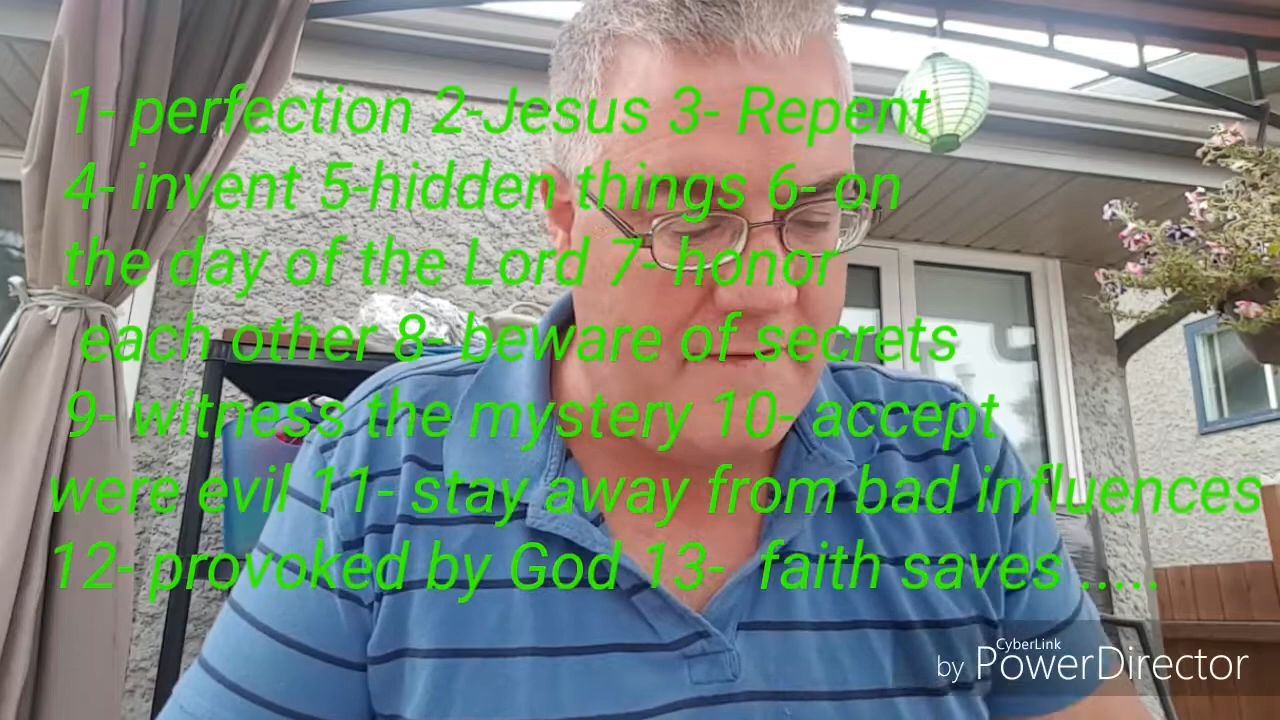 1- perfection 2-Jesus 3- Repent
4- invent 5-hidden things 6- on
the day of the Lord 7- honor
each other 8- beware of secrets
9- witness the mystery 10- accept
were evil 11- stay away from bad influences
12- provoked by God 13- faith saves .....
CyberLink
by PowerDirector